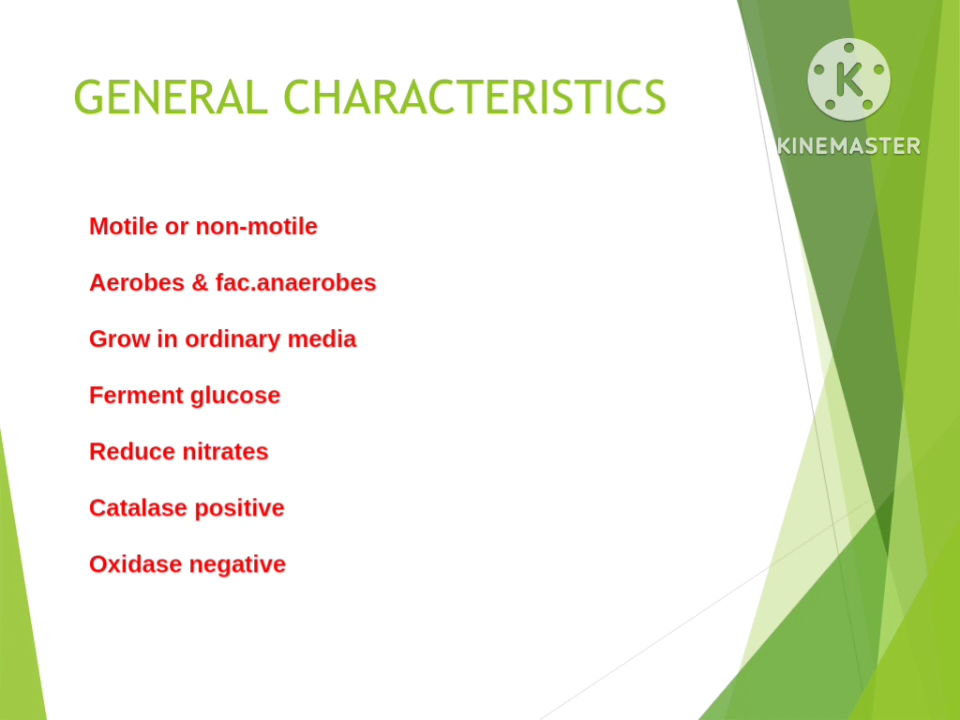 GENERAL CHARACTERISTICS
K
KINEMASTER
Motile or non-motile
Aerobes & fac.anaerobes
Grow in ordinary media
Ferment glucose
Reduce nitrates
Catalase positive
Oxidase negative